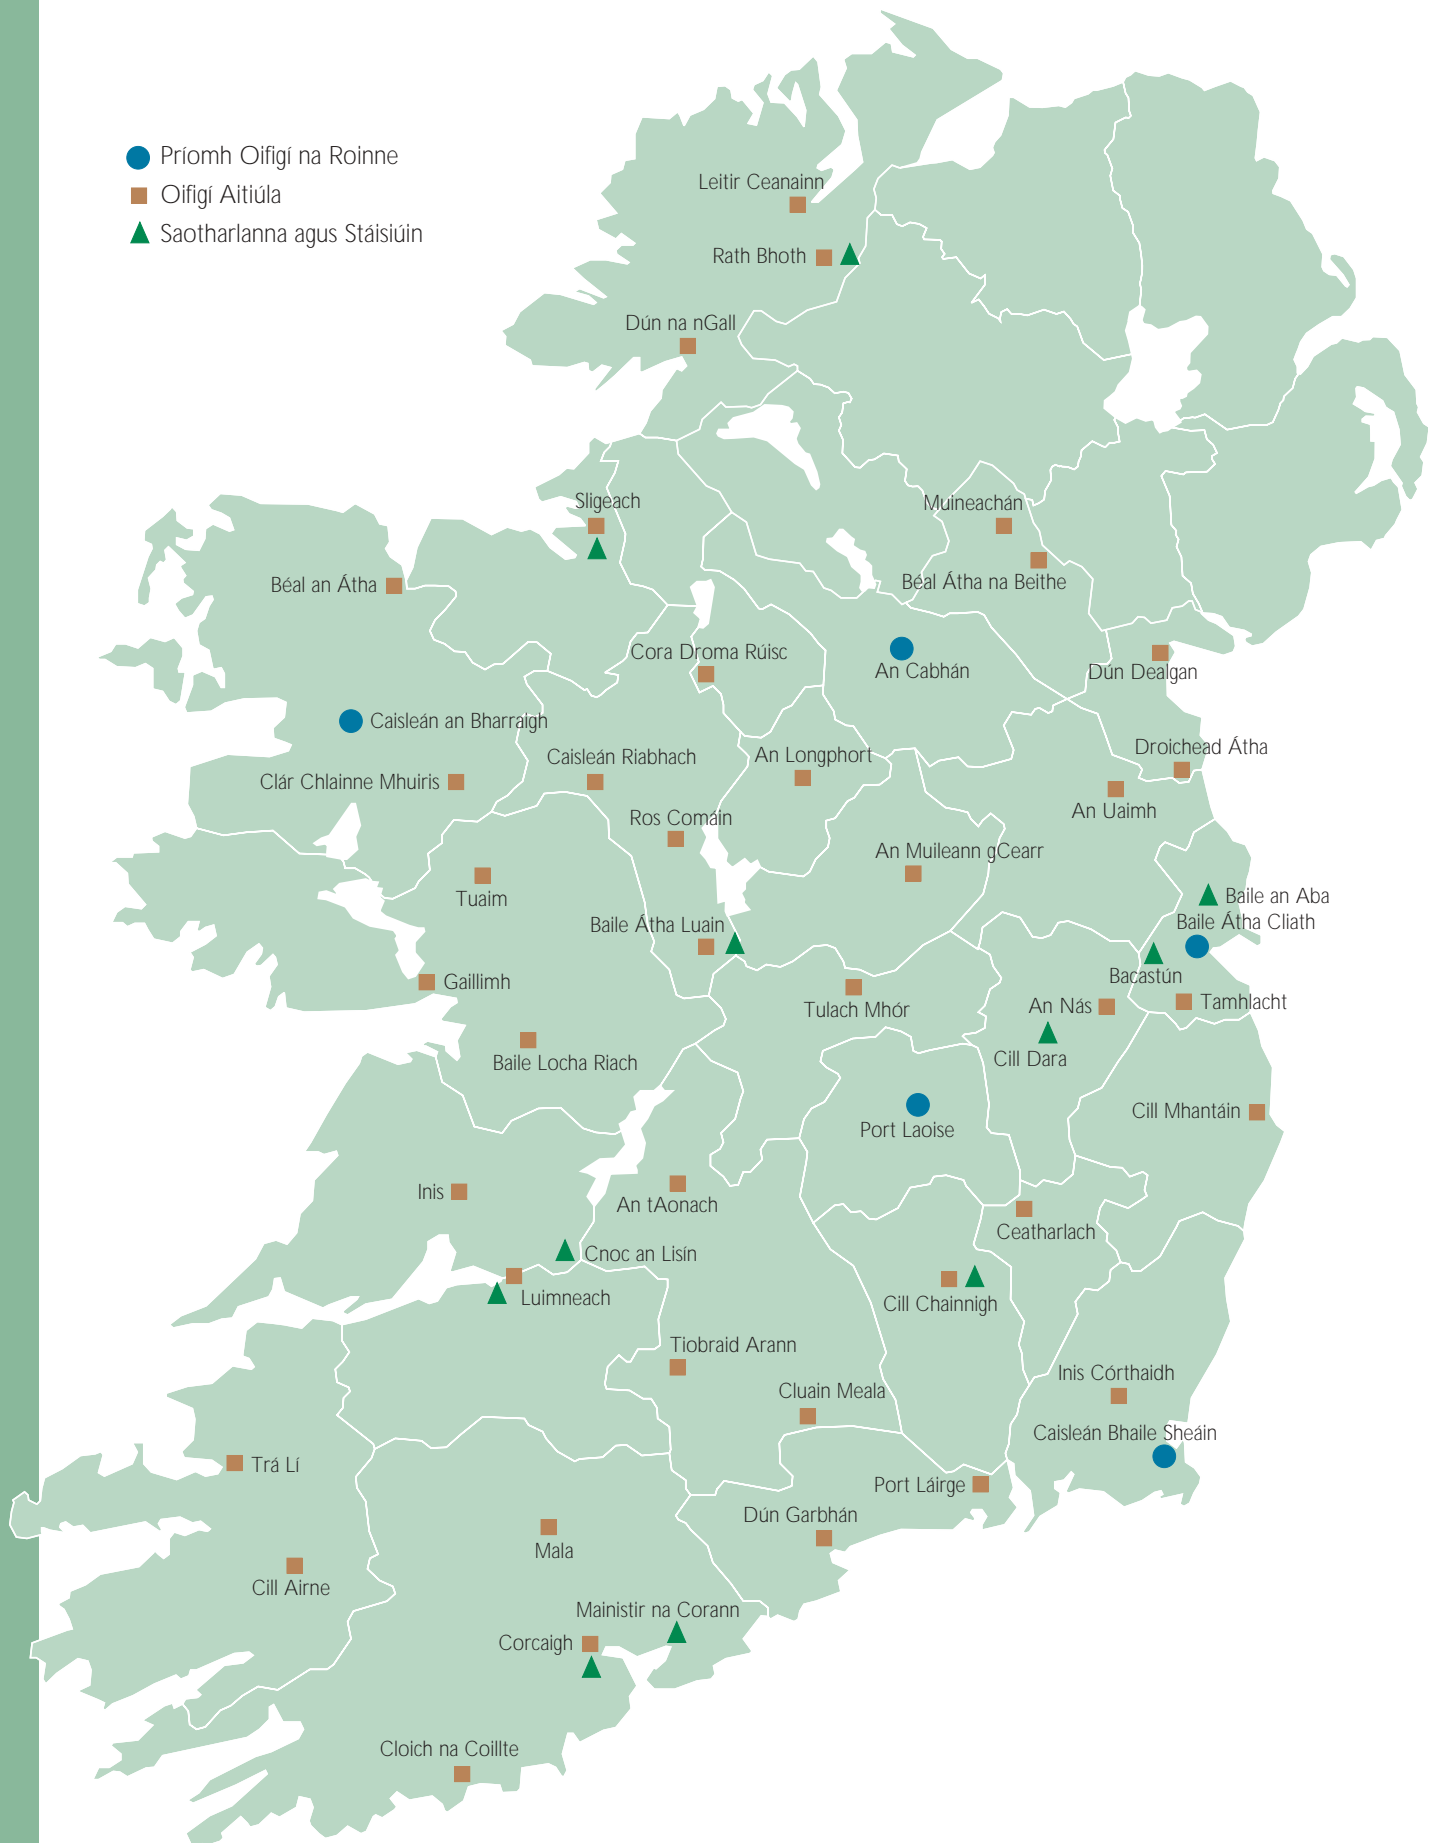 Príomh Oifigí na Roinne
Oifigí Aitiúla
Saotharlanna agus Stáisiúin
Leitir Ceanainn
Rath Bhoth
Dún na nGall
Sligeach
Muineachán
Béal an Átha
Béal Átha na Beithe
Cora Droma Rúisc
An Cabhán
Dún Dealgan
Caisleán an Bharraigh
Caisleán Riabhach
An Longphort
Droichead Átha
Clár Chlainne Mhuiris
An Uaimh
Ros Comáin
An Muileann gCearr
Tuaim
Baile an Aba
Baile Átha Luain
Baile Átha Cliath
Bacastún
Gaillimh
Tulach Mhór
An Nás
Tamhlacht
Baile Locha Riach
Cill Dara
Cill Mhantáin
Port Laoise
Inis
An tAonach
Ceatharlach
Cnoc an Lisín
Luimneach
Cill Chainnigh
Tiobraid Arann
Inis Córthaidh
Cluain Meala
Caisleán Bhaile Sheáin
Trá Lí
Port Láirge
Dún Garbhán
Mala
Cill Airne
Mainistir na Corann
Corcaigh
Cloich na Coillte